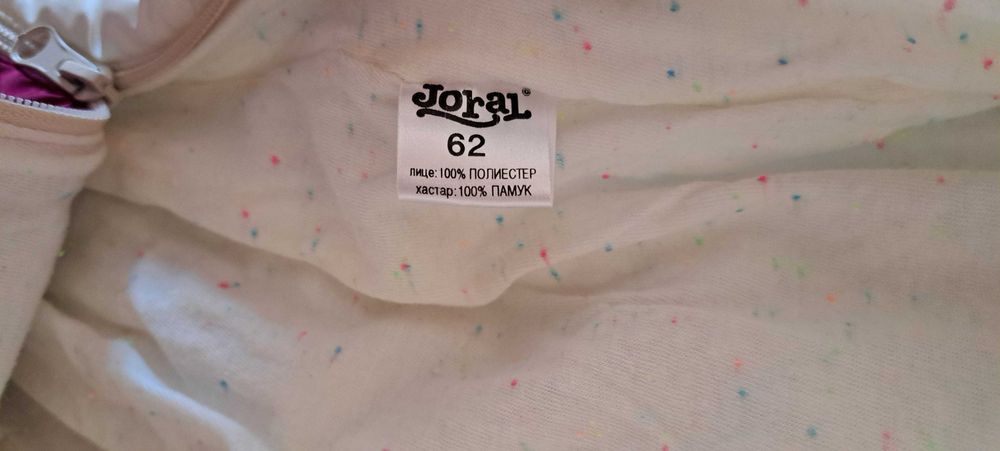 Joral©
62
лице: 100% ПОЛИЕСТЕР
хастар: 100% ПАМУК